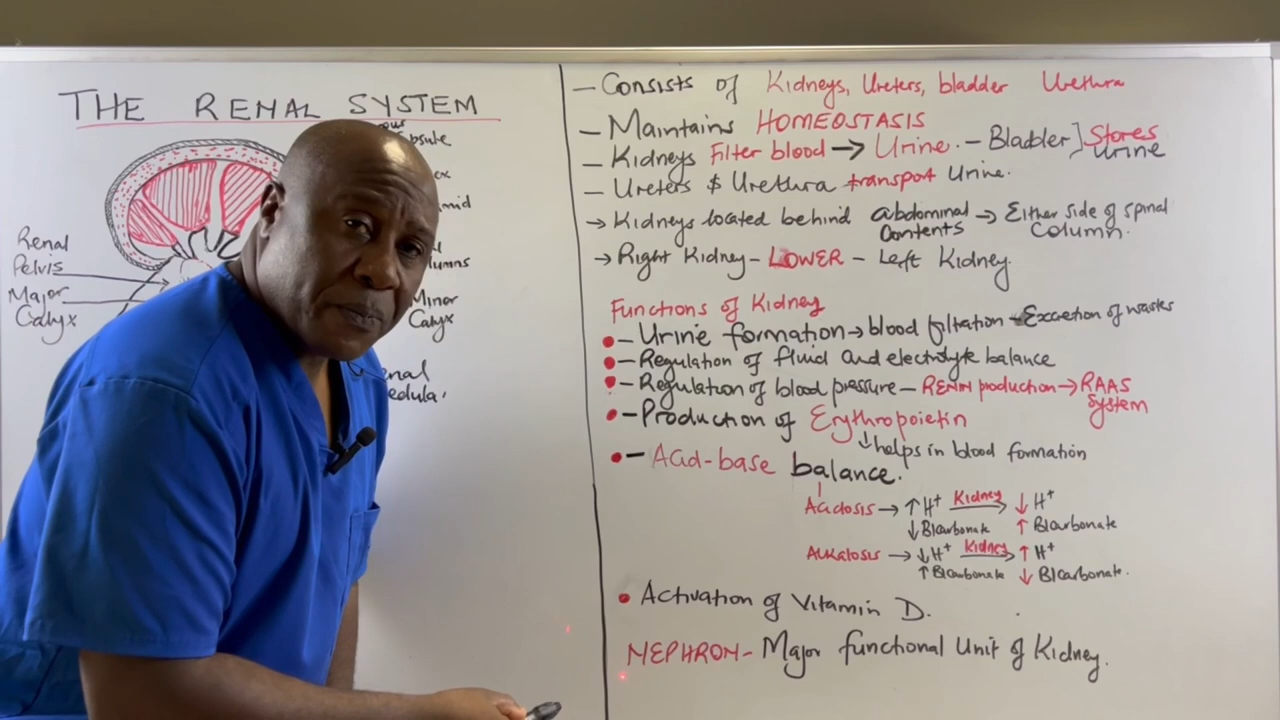 THE RENAL SYSTEM
Renal
Pelvis
Major
Calyx
Minor
Calyx
– Consists of Kidneys, Ureters, bladder Urethra
– Maintains HOMEOSTASIS
– Kidneys Filter blood → Urine. – Bladder] Stores
Urine
– Ureters & Urethra transport Urine.
→ Kidneys located behind abdominal → Either side of spinal
contents Column.
→ Right Kidney – LOWER – Left Kidney.
Functions of Kidney
• – Urine formation → blood filtration – Excretion of wastes
• – Regulation of fluid and electrolyte balance
• – Regulation of blood pressure – RENIN production → RAAS
System
• – Production of Erythropoietin
↳ helps in blood formation
• – Acid-base balance.
Acidosis → ↑ H+ Kidney → ↓ H+
↓ Bicarbonate ↑ Bicarbonate
Alkalosis → ↓ H+ Kidney → ↑ H+
↑ Bicarbonate ↓ Bicarbonate.
• Activation of Vitamin D.
NEPHRON – Major functional Unit of Kidney.